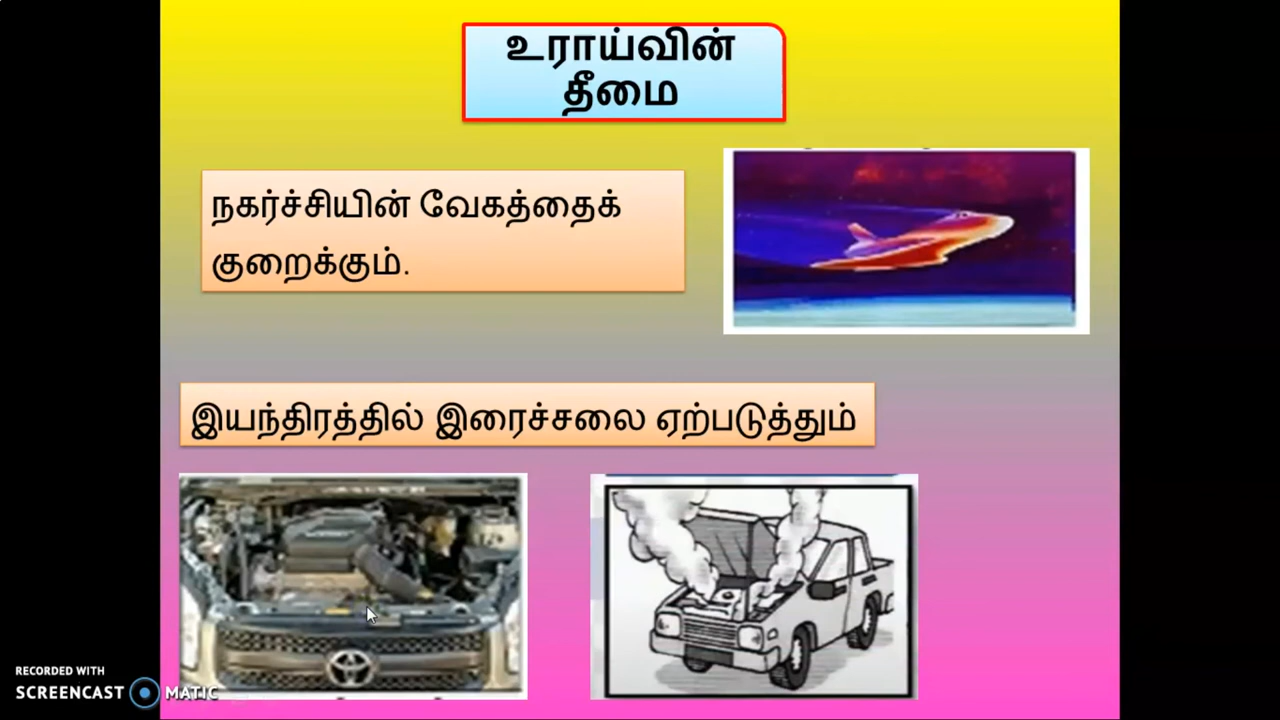 உராய்வின்
தீமை
நகர்ச்சியின் வேகத்தைக்
குறைக்கும்.
இயந்திரத்தில் இரைச்சலை ஏற்படுத்தும்
RECORDED WITH
SCREENCAST MATIC